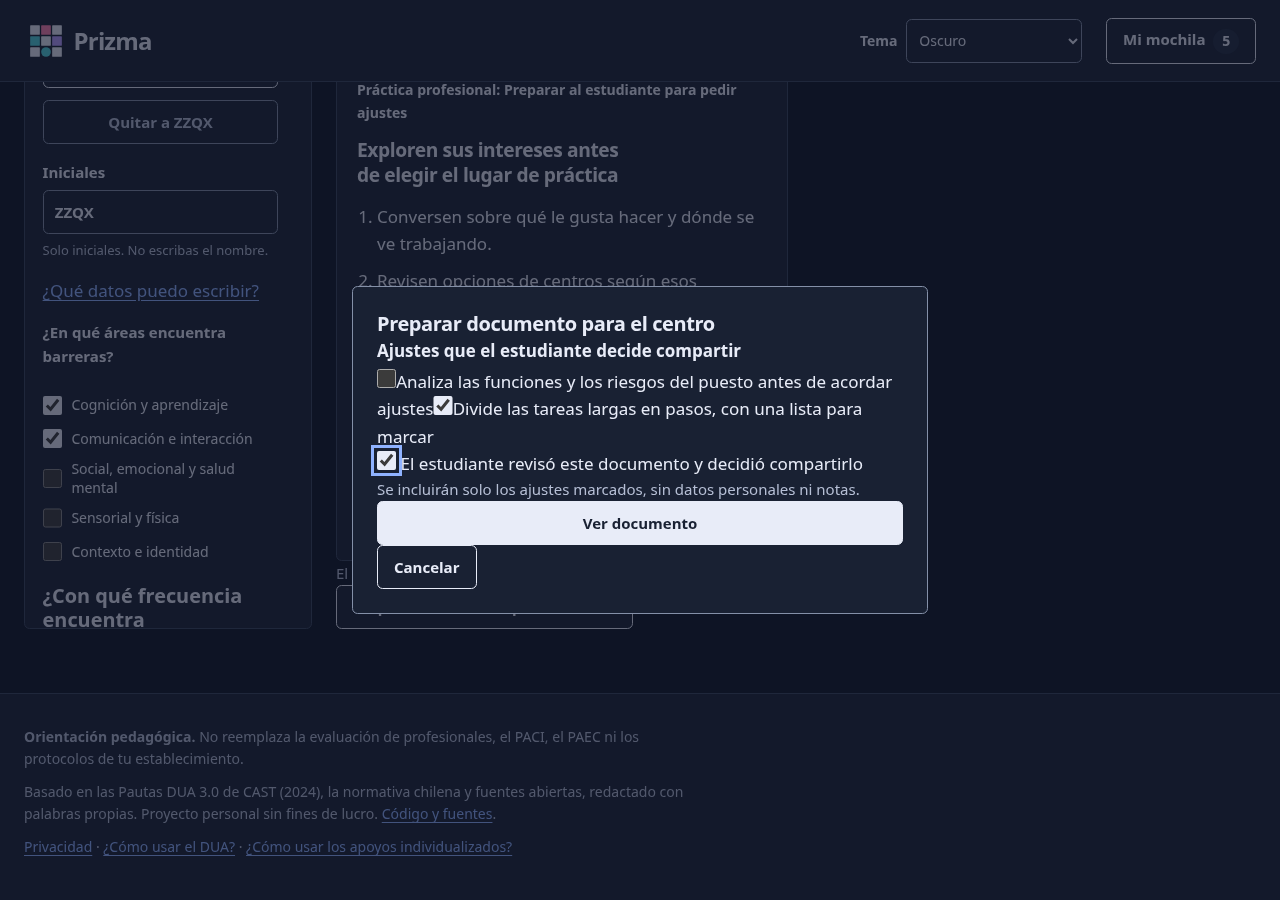 Prizma
Tema
Oscuro
Mi mochila 5
Quitar a ZZQX
Iniciales
ZZQX
Solo iniciales. No escribas el nombre.
¿Qué datos puedo escribir?
¿En qué áreas encuentra
barreras?
Cognición y aprendizaje
Comunicación e interacción
Social, emocional y salud
mental
Sensorial y física
Contexto e identidad
¿Con qué frecuencia
encuentra
Práctica profesional: Preparar al estudiante para pedir
ajustes
Exploren sus intereses antes
de elegir el lugar de práctica
1. Conversen sobre qué le gusta hacer y dónde se
ve trabajando.
2. Revisen opciones de centros según esos
El
Preparar documento para el centro
Ajustes que el estudiante decide compartir
Analiza las funciones y los riesgos del puesto antes de acordar
ajustes Divide las tareas largas en pasos, con una lista para
marcar
El estudiante revisó este documento y decidió compartirlo
Se incluirán solo los ajustes marcados, sin datos personales ni notas.
Ver documento
Cancelar
Orientación pedagógica. No reemplaza la evaluación de profesionales, el PACI, el PAEC ni los
protocolos de tu establecimiento.
Basado en las Pautas DUA 3.0 de CAST (2024), la normativa chilena y fuentes abiertas, redactado con
palabras propias. Proyecto personal sin fines de lucro. Código y fuentes.
Privacidad · ¿Cómo usar el DUA? · ¿Cómo usar los apoyos individualizados?